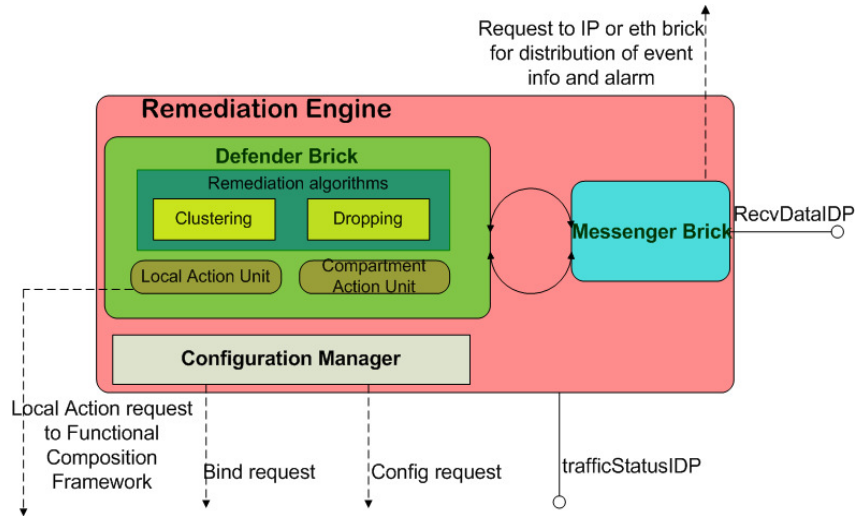 Request to IP or eth brick
for distribution of event
info and alarm
Remediation Engine
Defender Brick
Remediation algorithms
Clustering
Dropping
Local Action Unit
Compartment
Action Unit
Messenger Brick
RecvDataIDP
Configuration Manager
Local Action request
to Functional
Composition
Framework
Bind request
Config request
trafficStatusIDP